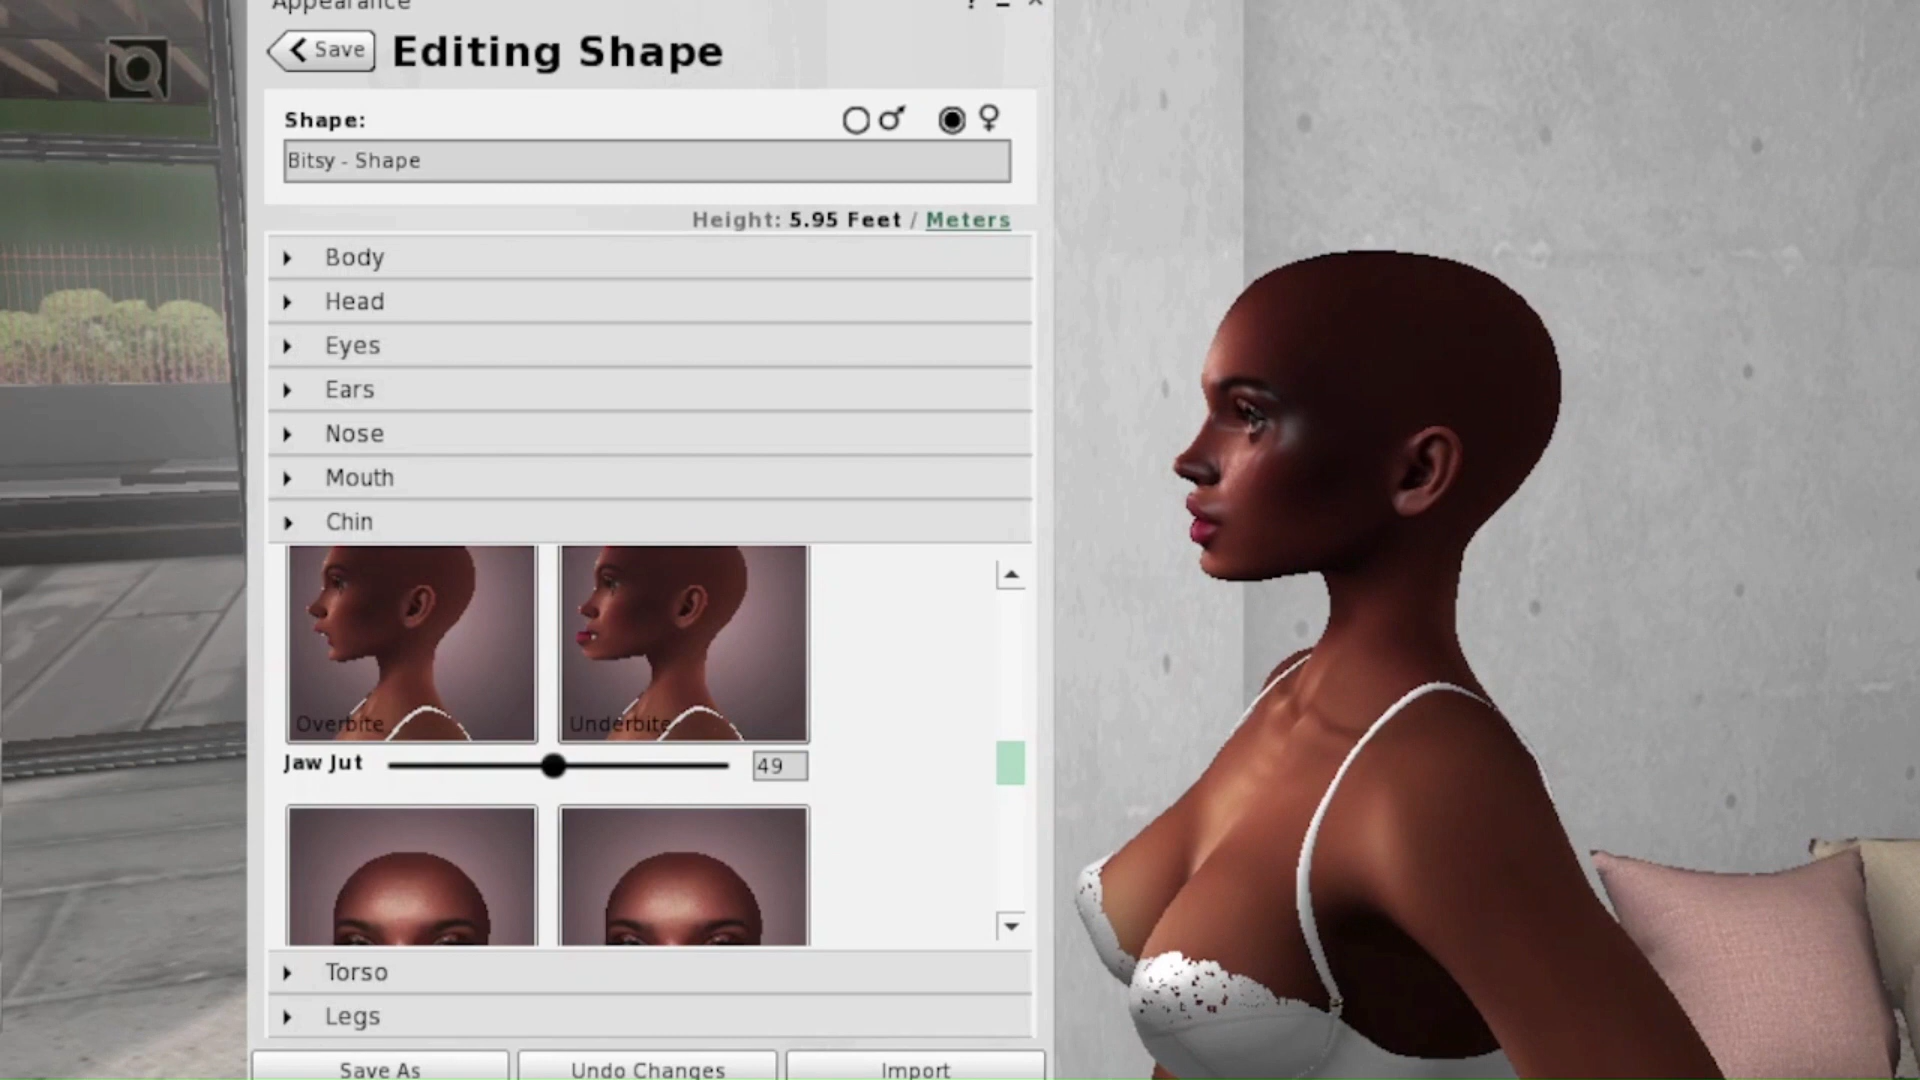 Appearance
Save
Editing Shape
Shape:
Bitsy - Shape
Height: 5.95 Feet / Meters
Body
Head
Eyes
Ears
Nose
Mouth
Chin
Overbite
Underbite
Jaw Jut
49
Torso
Legs
Save As
Undo Changes
Import